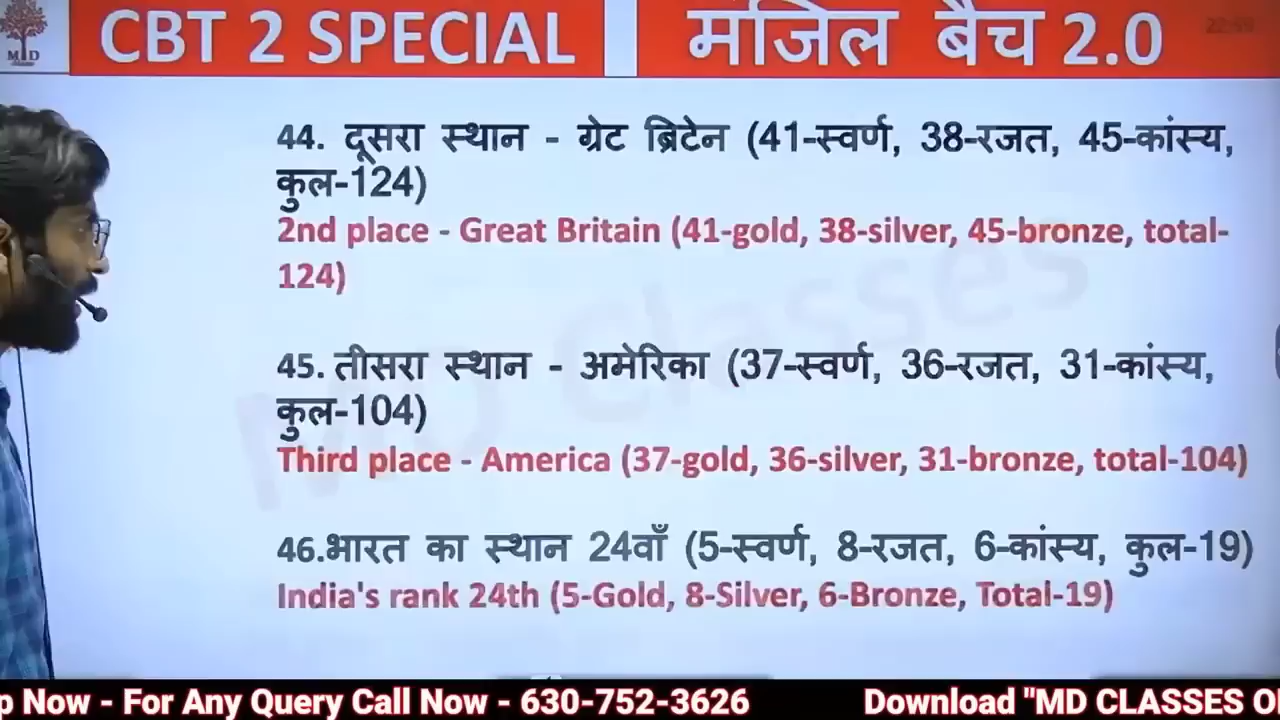 MD
CBT 2 SPECIAL
मंजिल बैच 2.0
44. दूसरा स्थान - ग्रेट ब्रिटेन (41-स्वर्ण, 38-रजत, 45-कांस्य,
कुल-124)
2nd place - Great Britain (41-gold, 38-silver, 45-bronze, total-
124)
45. तीसरा स्थान - अमेरिका (37-स्वर्ण, 36-रजत, 31-कांस्य,
कुल-104)
Third place - America (37-gold, 36-silver, 31-bronze, total-104)
46.भारत का स्थान 24वाँ (5-स्वर्ण, 8-रजत, 6-कांस्य, कुल-19)
India's rank 24th (5-Gold, 8-Silver, 6-Bronze, Total-19)
MD Classes
p Now - For Any Query Call Now - 630-752-3626 Download "MD CLASSES O